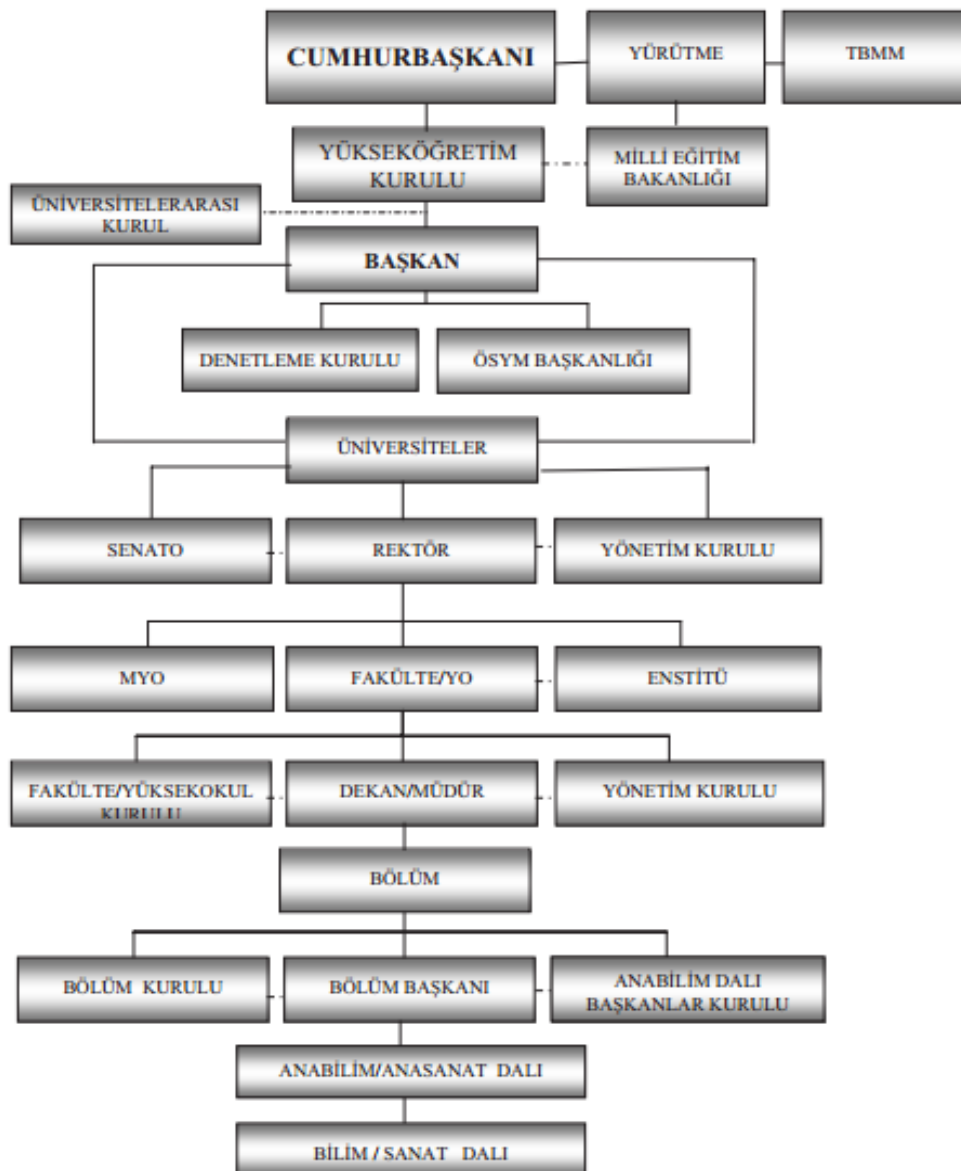 CUMHURBAŞKANI
YÜRÜTME
TBMM
YÜKSEKÖĞRETİM
KURULU
MİLLİ EĞİTİM
BAKANLIĞI
ÜNİVERSİTELERARASI
KURUL
BAŞKAN
DENETLEME KURULU
ÖSYM BAŞKANLIĞI
ÜNİVERSİTELER
SENATO
REKTÖR
YÖNETİM KURULU
MYO
FAKÜLTE/YO
ENSTİTÜ
FAKÜLTE/YÜKSEKOKUL
KURULU
DEKAN/MÜDÜR
YÖNETİM KURULU
BÖLÜM
BÖLÜM KURULU
BÖLÜM BAŞKANI
ANABİLİM DALI
BAŞKANLAR KURULU
ANABİLİM/ANASANAT DALI
BİLİM / SANAT DALI